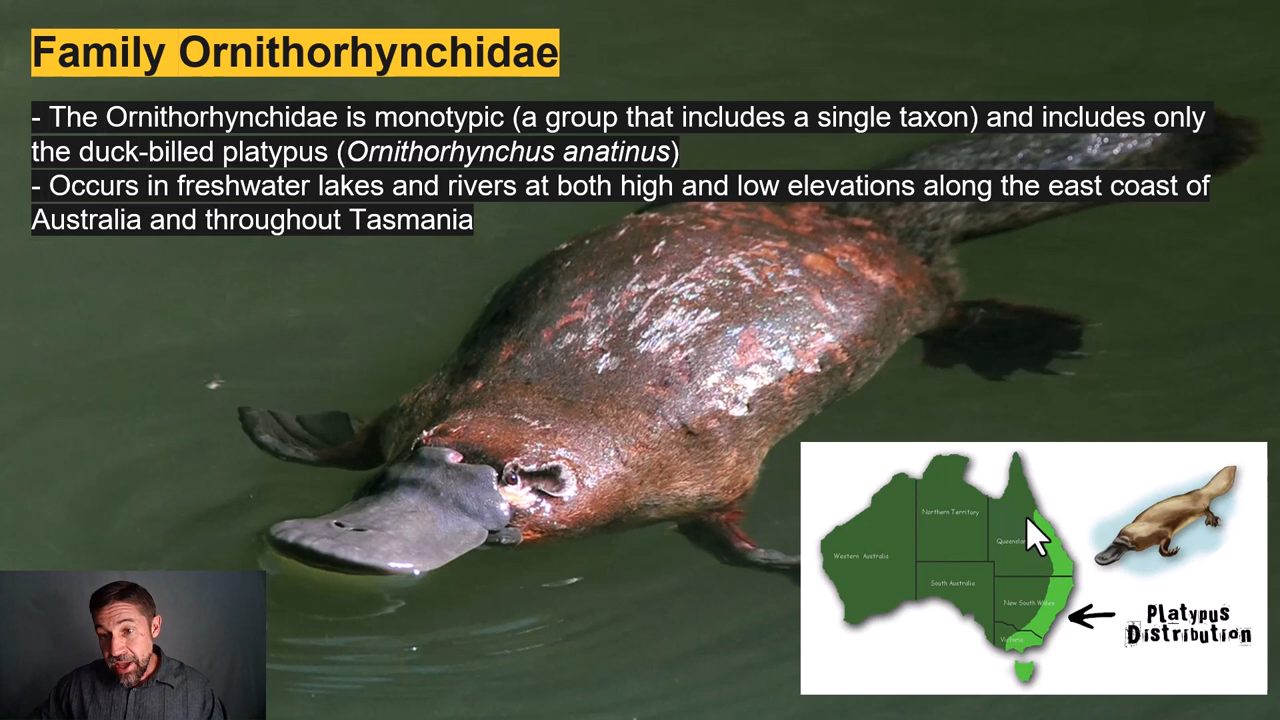 Family Ornithorhynchidae
- The Ornithorhynchidae is monotypic (a group that includes a single taxon) and includes only
the duck-billed platypus (Ornithorhynchus anatinus)
- Occurs in freshwater lakes and rivers at both high and low elevations along the east coast of
Australia and throughout Tasmania
Northern Territory
Western Australia
South Australia
New South Wales
Platypus
Distribution